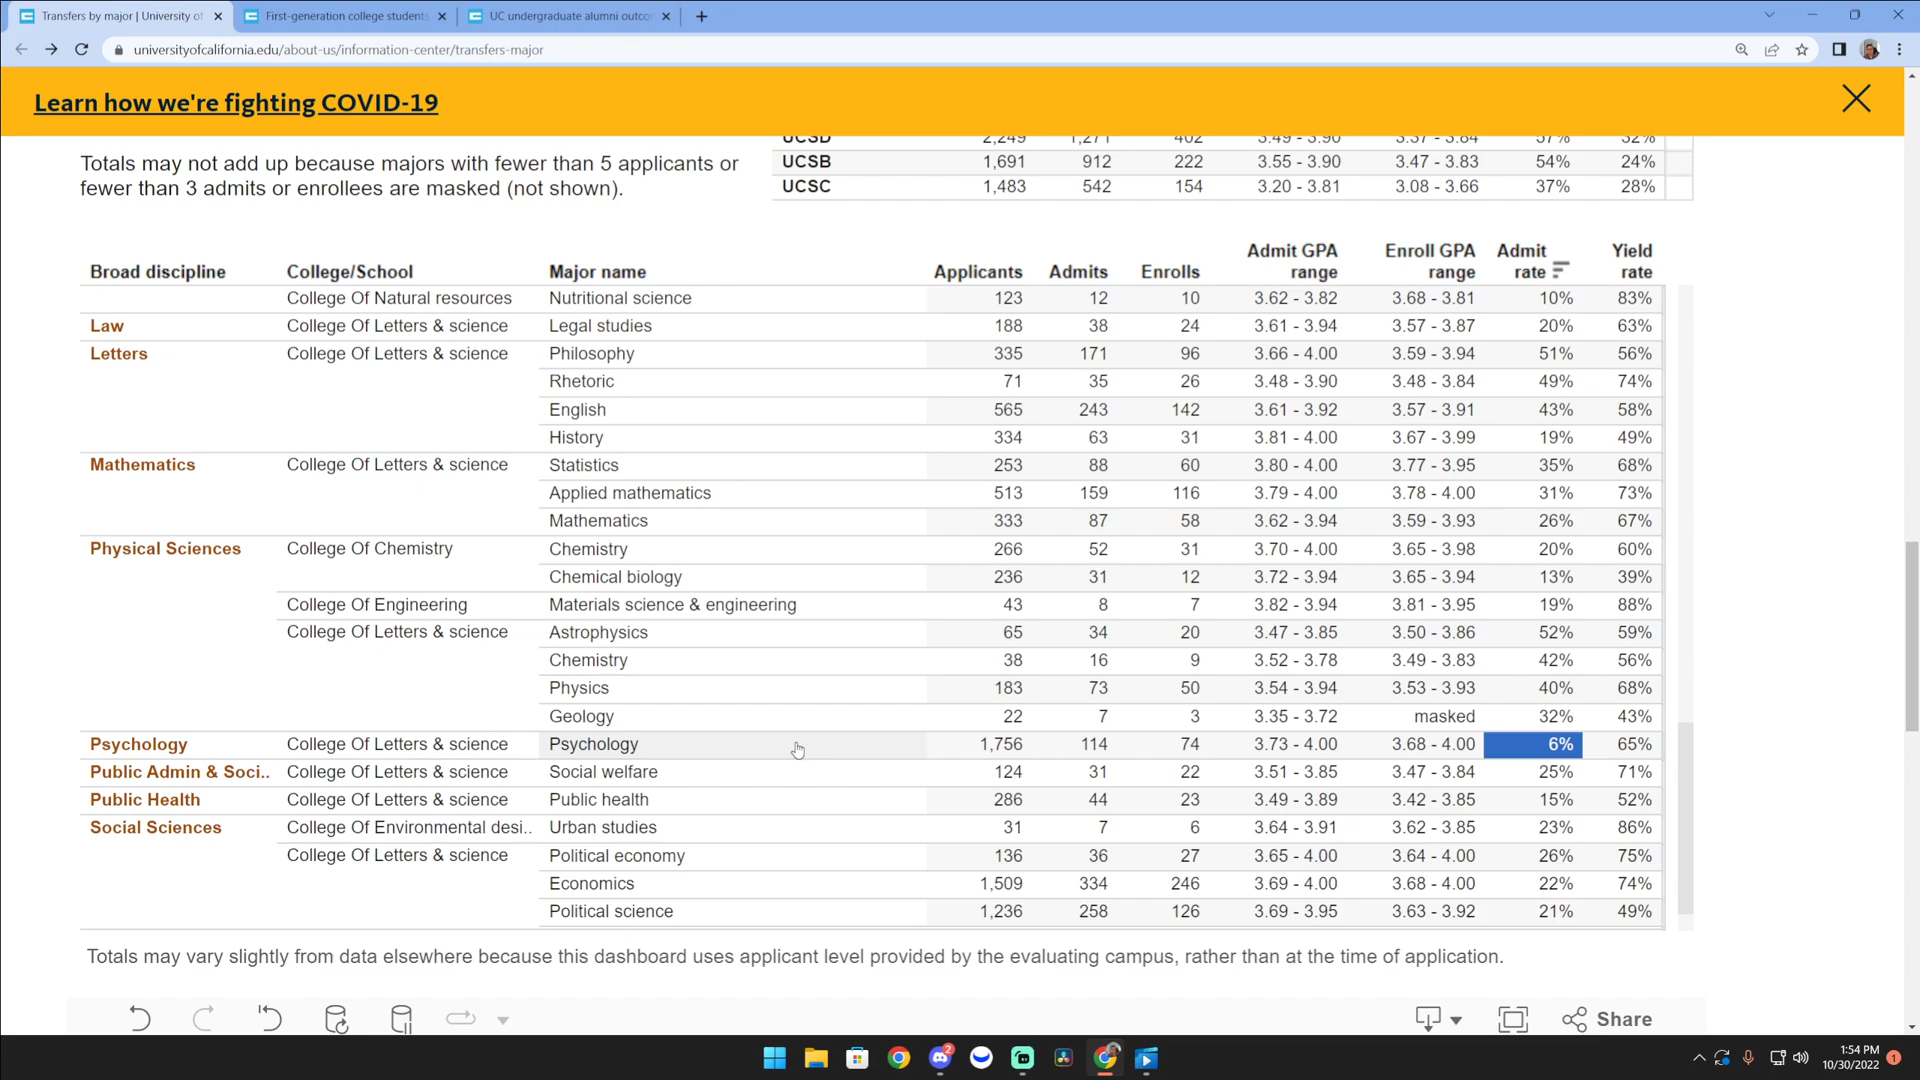 Transfers by major | University of
First-generation college students
UC undergraduate alumni outco
universityofcalifornia.edu/about-us/information-center/transfers-major
Learn how we're fighting COVID-19
Totals may not add up because majors with fewer than 5 applicants or
fewer than 3 admits or enrollees are masked (not shown).
UCSD 2,249 1,271 402 3.49 - 3.90 3.37 - 3.84 57% 32%
UCSB 1,691 912 222 3.55 - 3.90 3.47 - 3.83 54% 24%
UCSC 1,483 542 154 3.20 - 3.81 3.08 - 3.66 37% 28%
Admit GPA Enroll GPA Admit Yield
Broad discipline College/School Major name Applicants Admits Enrolls range range rate rate
College Of Natural resources Nutritional science 123 12 10 3.62 - 3.82 3.68 - 3.81 10% 83%
Law College Of Letters & science Legal studies 188 38 24 3.61 - 3.94 3.57 - 3.87 20% 63%
Letters College Of Letters & science Philosophy 335 171 96 3.66 - 4.00 3.59 - 3.94 51% 56%
Rhetoric 71 35 26 3.48 - 3.90 3.48 - 3.84 49% 74%
English 565 243 142 3.61 - 3.92 3.57 - 3.91 43% 58%
History 334 63 31 3.81 - 4.00 3.67 - 3.99 19% 49%
Mathematics College Of Letters & science Statistics 253 88 60 3.80 - 4.00 3.77 - 3.95 35% 68%
Applied mathematics 513 159 116 3.79 - 4.00 3.78 - 4.00 31% 73%
Mathematics 333 87 58 3.62 - 3.94 3.59 - 3.93 26% 67%
Physical Sciences College Of Chemistry Chemistry 266 52 31 3.70 - 4.00 3.65 - 3.98 20% 60%
Chemical biology 236 31 12 3.72 - 3.94 3.65 - 3.94 13% 39%
College Of Engineering Materials science & engineering 43 8 7 3.82 - 3.94 3.81 - 3.95 19% 88%
College Of Letters & science Astrophysics 65 34 20 3.47 - 3.85 3.50 - 3.86 52% 59%
Chemistry 38 16 9 3.52 - 3.78 3.49 - 3.83 42% 56%
Physics 183 73 50 3.54 - 3.94 3.53 - 3.93 40% 68%
Geology 22 7 3 3.35 - 3.72 masked 32% 43%
Psychology College Of Letters & science Psychology 1,756 114 74 3.73 - 4.00 3.68 - 4.00 6% 65%
Public Admin & Soci.. College Of Letters & science Social welfare 124 31 22 3.51 - 3.85 3.47 - 3.84 25% 71%
Public Health College Of Letters & science Public health 286 44 23 3.49 - 3.89 3.42 - 3.85 15% 52%
Social Sciences College Of Environmental desi.. Urban studies 31 7 6 3.64 - 3.91 3.62 - 3.85 23% 86%
College Of Letters & science Political economy 136 36 27 3.65 - 4.00 3.64 - 4.00 26% 75%
Economics 1,509 334 246 3.69 - 4.00 3.68 - 4.00 22% 74%
Political science 1,236 258 126 3.69 - 3.95 3.63 - 3.92 21% 49%
Totals may vary slightly from data elsewhere because this dashboard uses applicant level provided by the evaluating campus, rather than at the time of application.
Share
2
1:54 PM
10/30/2022
1